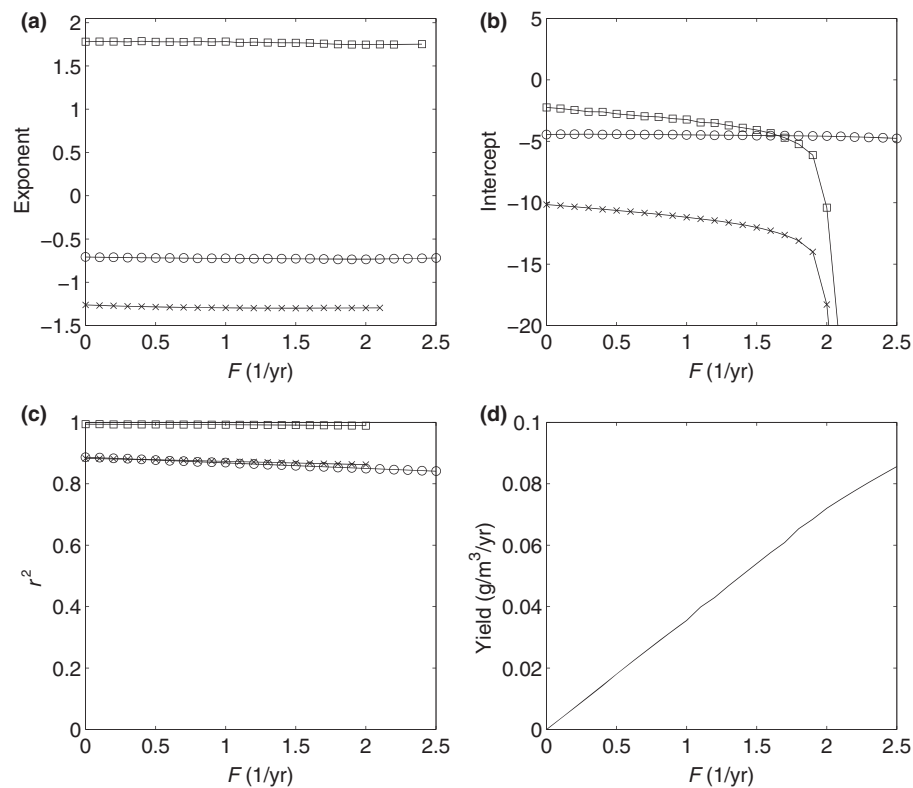 (a)
2
1.5
1
0.5
0
−0.5
−1
−1.5
Exponent
0 0.5 1 1.5 2 2.5
F (1/yr)
(b)
5
0
−5
−10
−15
−20
Intercept
0 0.5 1 1.5 2 2.5
F (1/yr)
(c)
1
0.8
0.6
0.4
0.2
0
r²
0 0.5 1 1.5 2 2.5
F (1/yr)
(d)
0.1
0.08
0.06
0.04
0.02
0
Yield (g/m³/yr)
0 0.5 1 1.5 2 2.5
F (1/yr)